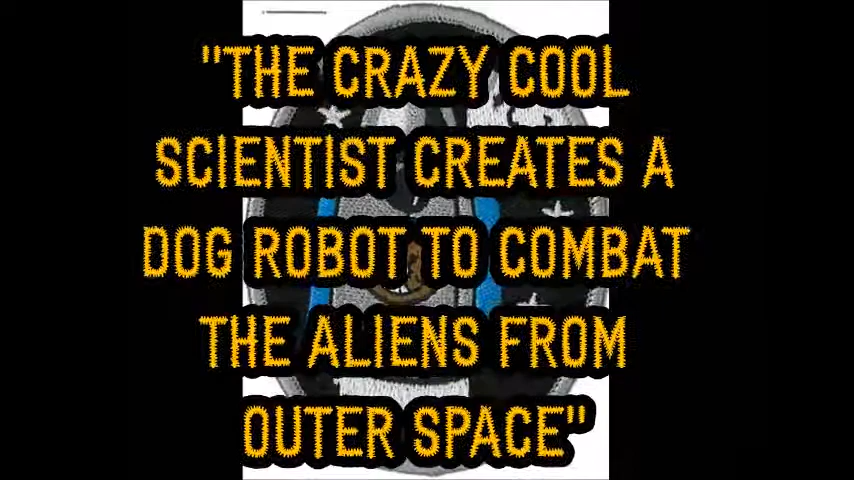 "THE CRAZY COOL
SCIENTIST CREATES A
DOG ROBOT TO COMBAT
THE ALIENS FROM
OUTER SPACE"